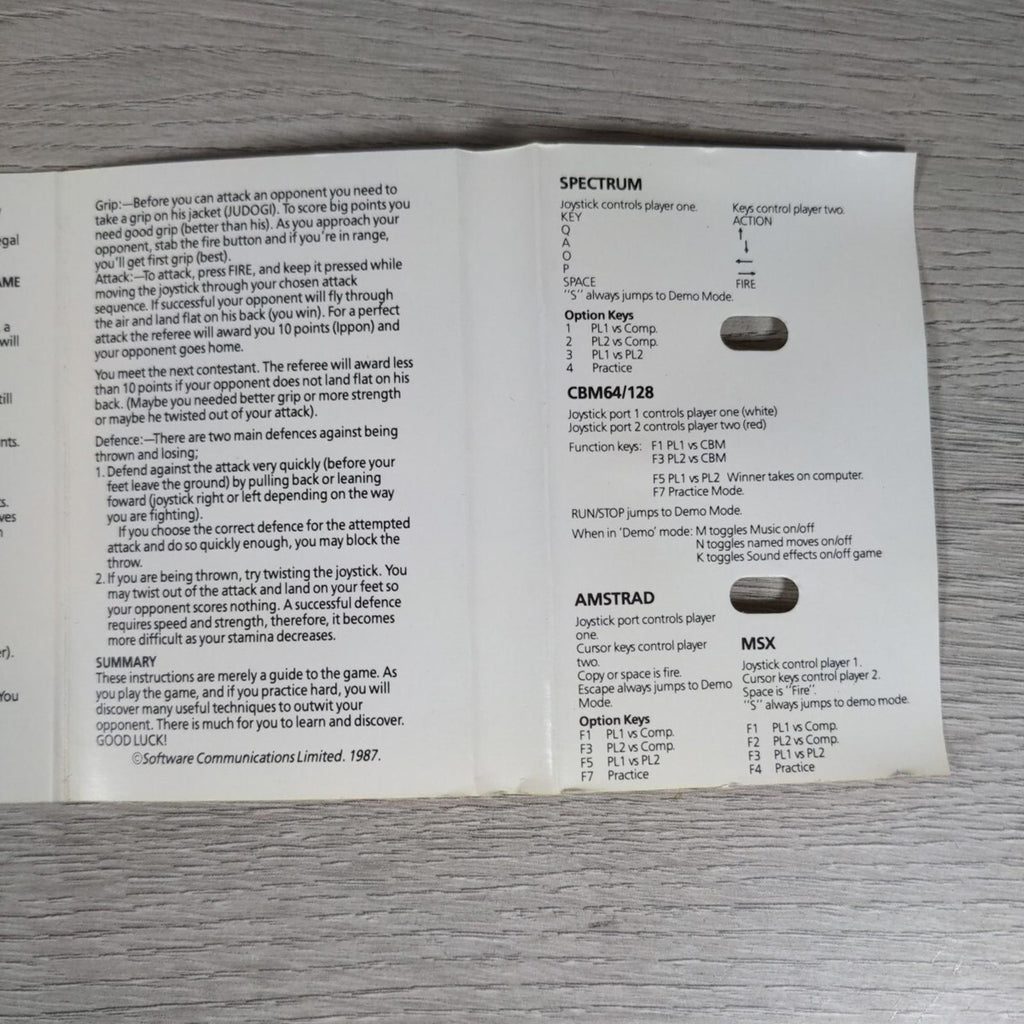 egal
AME
a
will
till
nts.
s.
ves
n
er).
You
Grip:—Before you can attack an opponent you need to
take a grip on his jacket (JUDOGI). To score big points you
need good grip (better than his). As you approach your
opponent, stab the fire button and if you're in range,
you'll get first grip (best).
Attack:—To attack, press FIRE, and keep it pressed while
moving the joystick through your chosen attack
sequence. If successful your opponent will fly through
the air and land flat on his back (you win). For a perfect
attack the referee will award you 10 points (Ippon) and
your opponent goes home.
You meet the next contestant. The referee will award less
than 10 points if your opponent does not land flat on his
back. (Maybe you needed better grip or more strength
or maybe he twisted out of your attack).
Defence:—There are two main defences against being
thrown and losing;
1. Defend against the attack very quickly (before your
feet leave the ground) by pulling back or leaning
foward (joystick right or left depending on the way
you are fighting).
If you choose the correct defence for the attempted
attack and do so quickly enough, you may block the
throw.
2. If you are being thrown, try twisting the joystick. You
may twist out of the attack and land on your feet so
your opponent scores nothing. A successful defence
requires speed and strength, therefore, it becomes
more difficult as your stamina decreases.
SUMMARY
These instructions are merely a guide to the game. As
you play the game, and if you practice hard, you will
discover many useful techniques to outwit your
opponent. There is much for you to learn and discover.
GOOD LUCK!
©Software Communications Limited. 1987.
SPECTRUM
Joystick controls player one. Keys control player two.
KEY ACTION
Q ↑
A ↓
O ←
P →
SPACE FIRE
"S" always jumps to Demo Mode.
Option Keys
1 PL1 vs Comp.
2 PL2 vs Comp.
3 PL1 vs PL2
4 Practice
CBM64/128
Joystick port 1 controls player one (white)
Joystick port 2 controls player two (red)
Function keys: F1 PL1 vs CBM
F3 PL2 vs CBM
F5 PL1 vs PL2 Winner takes on computer.
F7 Practice Mode.
RUN/STOP jumps to Demo Mode.
When in 'Demo' mode: M toggles Music on/off
N toggles named moves on/off
K toggles Sound effects on/off game
AMSTRAD
Joystick port controls player
one.
Cursor keys control player
two.
Copy or space is fire.
Escape always jumps to Demo
Mode.
Option Keys
F1 PL1 vs Comp.
F3 PL2 vs Comp.
F5 PL1 vs PL2
F7 Practice
MSX
Joystick control player 1.
Cursor keys control player 2.
Space is "Fire".
"S" always jumps to demo mode.
F1 PL1 vs Comp.
F2 PL2 vs Comp.
F3 PL1 vs PL2
F4 Practice